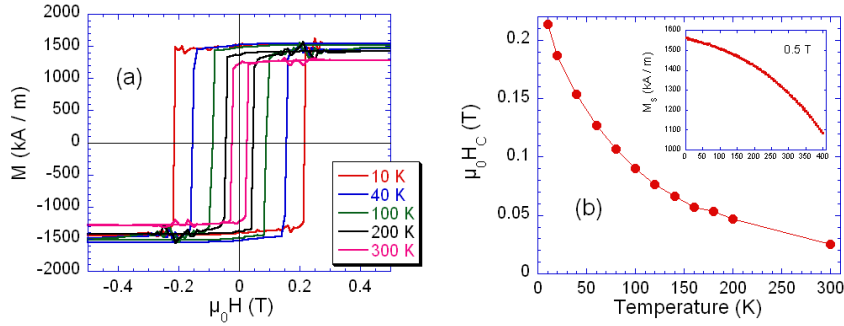 2000
1500
1000
500
0
-500
-1000
-1500
-2000
M (kA / m)
(a)
10 K
40 K
100 K
200 K
300 K
-0.4 -0.2 0 0.2 0.4
μ₀H (T)
0.2
0.15
0.1
0.05
0
μ₀H_C (T)
(b)
0 50 100 150 200 250 300
Temperature (K)
1600
1500
1400
1300
1200
1100
1000
M_S (kA / m)
0.5 T
0 50 100 150 200 250 300 350 400